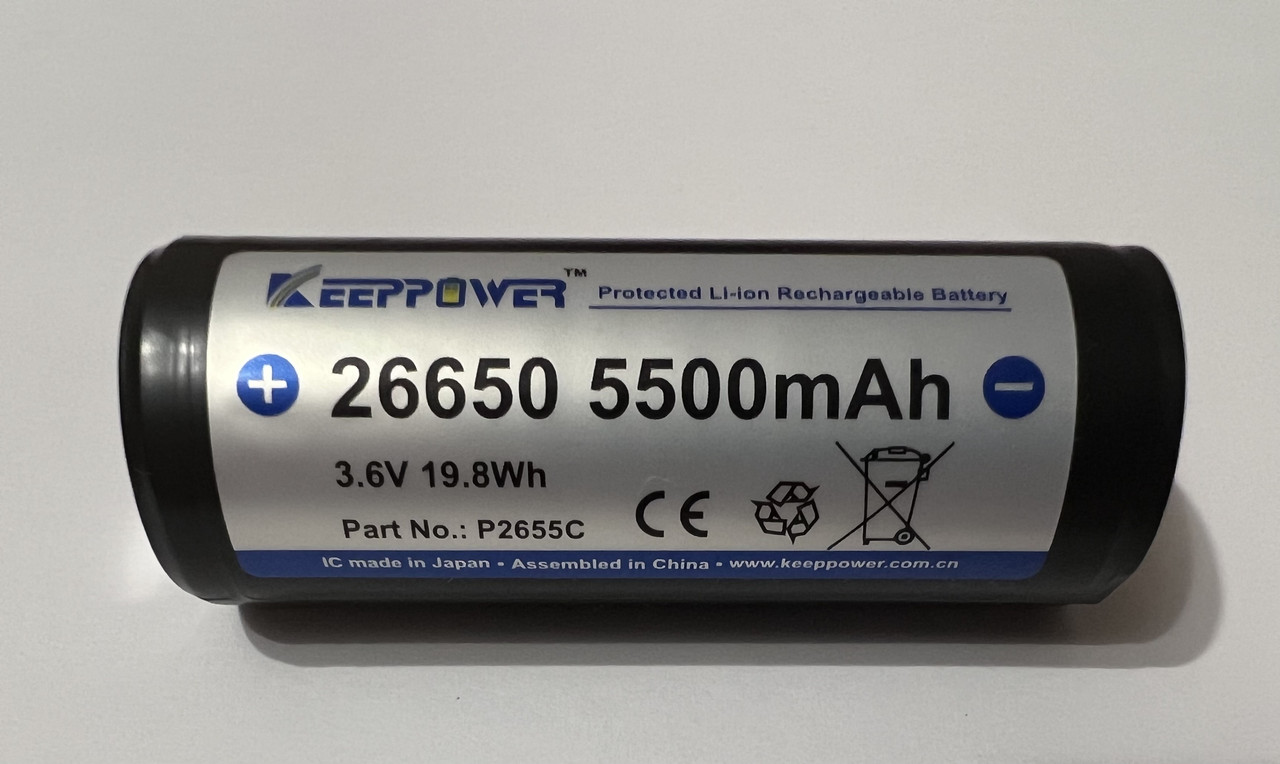 KEEPPOWER™ Protected Li-ion Rechargeable Battery
+ 26650 5500mAh −
3.6V 19.8Wh
Part No.: P2655C CE
IC made in Japan • Assembled in China • www.keeppower.com.cn